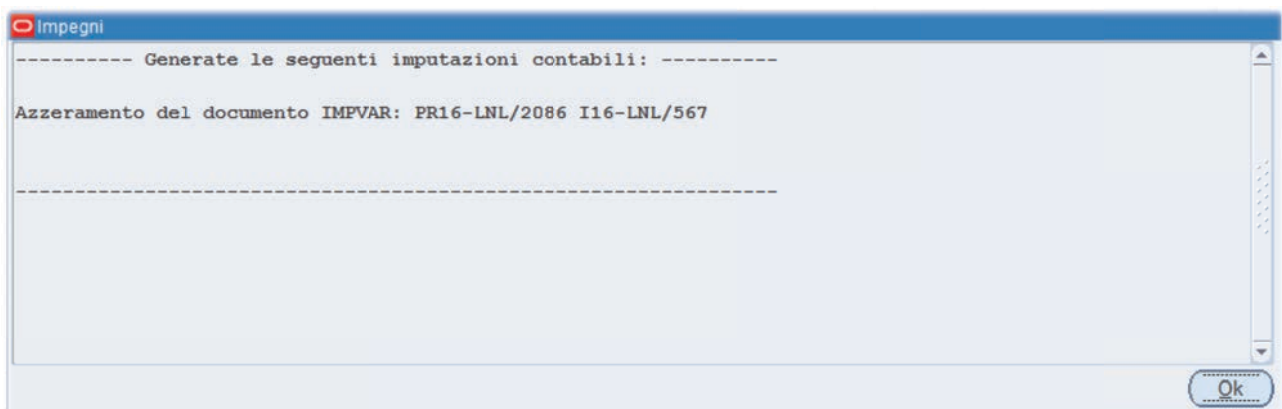 Impegni
---------- Generate le seguenti imputazioni contabili: ----------
Azzeramento del documento IMPVAR: PR16-LNL/2086 I16-LNL/567
-----------------------------------------------------------------
Ok